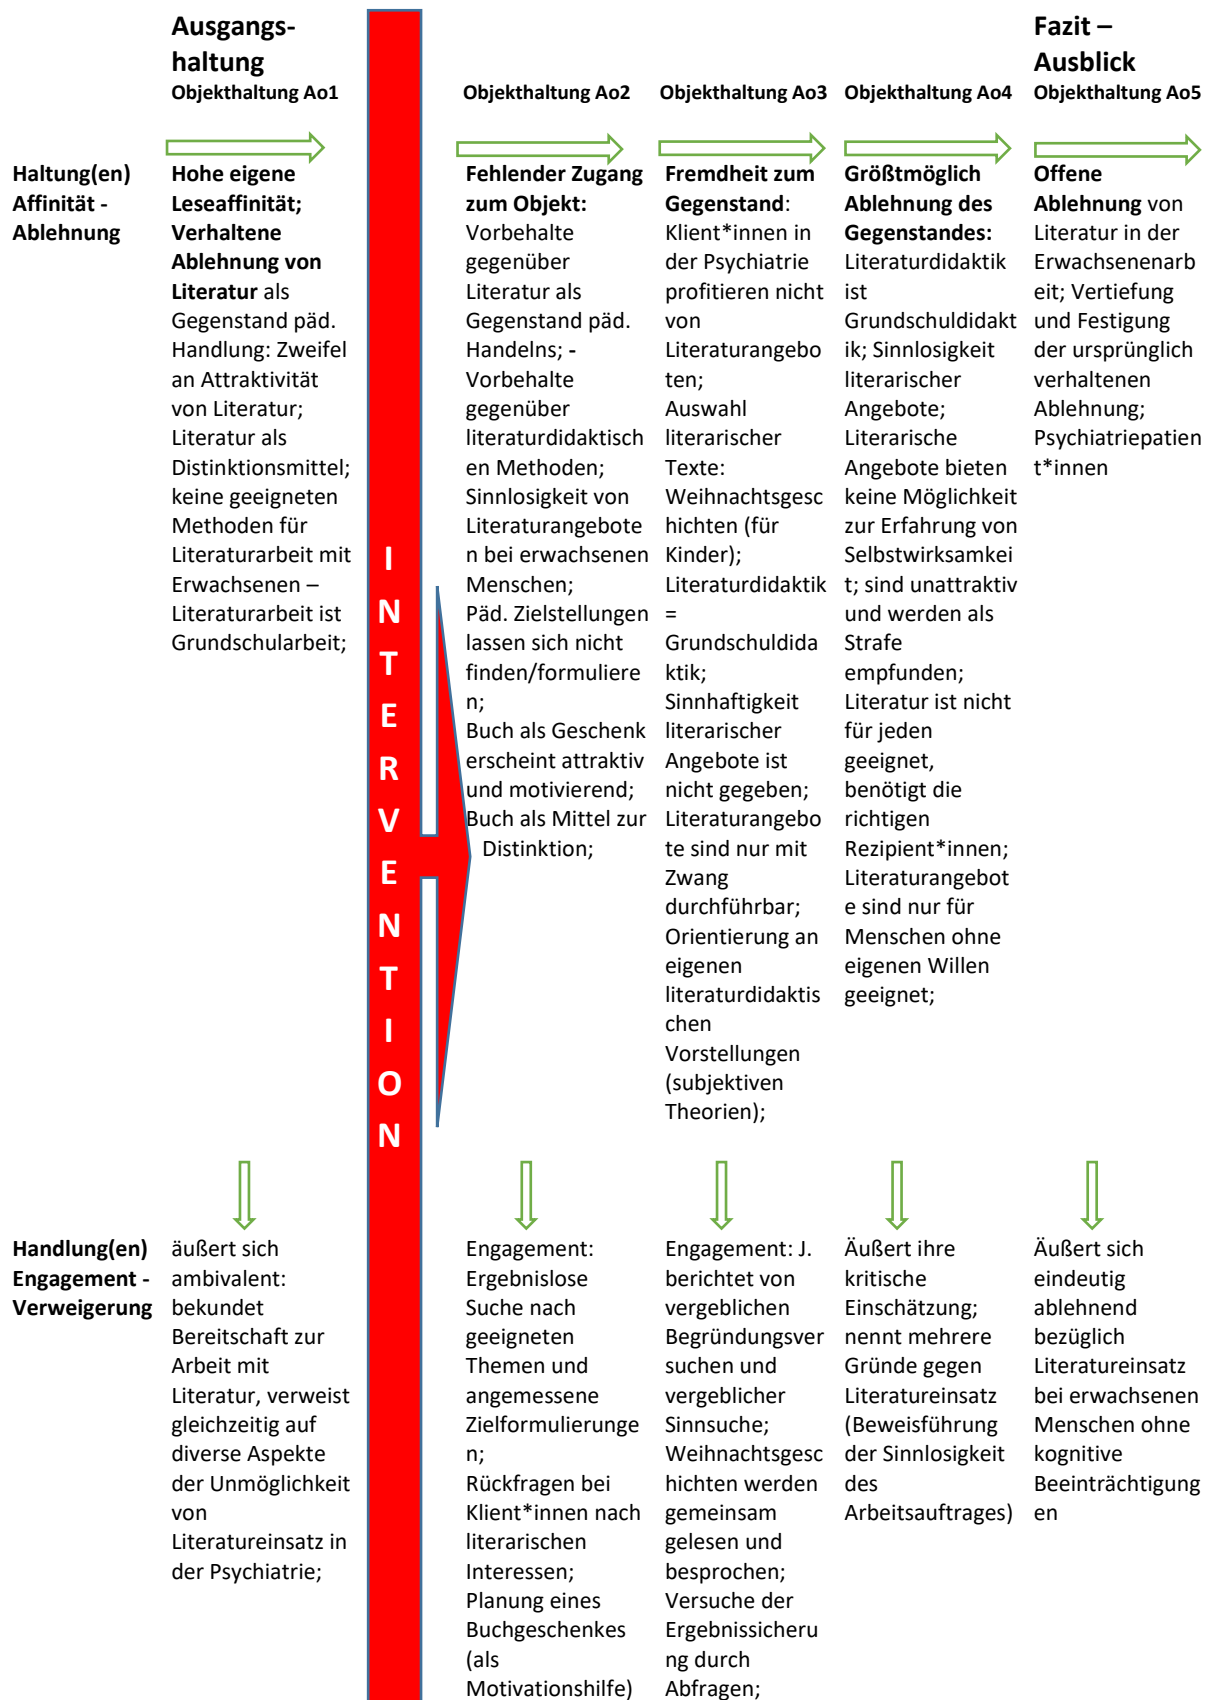 Ausgangs-
haltung
Objekthaltung Ao1
Objekthaltung Ao2
Objekthaltung Ao3
Objekthaltung Ao4
Fazit –
Ausblick
Objekthaltung Ao5
Haltung(en)
Affinität -
Ablehnung
Hohe eigene
Leseaffinität;
Verhaltene
Ablehnung von
Literatur als
Gegenstand päd.
Handlung: Zweifel
an Attraktivität
von Literatur;
Literatur als
Distinktionsmittel;
keine geeigneten
Methoden für
Literaturarbeit mit
Erwachsenen –
Literaturarbeit ist
Grundschularbeit;
I
N
T
E
R
V
E
N
T
I
O
N
Fehlender Zugang
zum Objekt:
Vorbehalte
gegenüber
Literatur als
Gegenstand päd.
Handelns; -
Vorbehalte
gegenüber
literaturdidaktisch
en Methoden;
Sinnlosigkeit von
Literaturangebote
n bei erwachsenen
Menschen;
Päd. Zielstellungen
lassen sich nicht
finden/formuliere
n;
Buch als Geschenk
erscheint attraktiv
und motivierend;
Buch als Mittel zur
Distinktion;
Fremdheit zum
Gegenstand:
Klient*innen in
der Psychiatrie
profitieren nicht
von
Literaturangebo
ten;
Auswahl
literarischer
Texte:
Weihnachtsgesc
hichten (für
Kinder);
Literaturdidaktik
=
Grundschuldida
ktik;
Sinnhaftigkeit
literarischer
Angebote ist
nicht gegeben;
Literaturangebo
te sind nur mit
Zwang
durchführbar;
Orientierung an
eigenen
literaturdidaktis
chen
Vorstellungen
(subjektiven
Theorien);
Größtmöglich
Ablehnung des
Gegenstandes:
Literaturdidaktik
ist
Grundschuldidakt
ik; Sinnlosigkeit
literarischer
Angebote;
Literarische
Angebote bieten
keine Möglichkeit
zur Erfahrung von
Selbstwirksamkei
t; sind unattraktiv
und werden als
Strafe
empfunden;
Literatur ist nicht
für jeden
geeignet,
benötigt die
richtigen
Rezipient*innen;
Literaturangebot
e sind nur für
Menschen ohne
eigenen Willen
geeignet;
Offene
Ablehnung von
Literatur in der
Erwachsenenarb
eit; Vertiefung
und Festigung
der ursprünglich
verhaltenen
Ablehnung;
Psychiatriepatien
t*innen
Handlung(en)
Engagement -
Verweigerung
äußert sich
ambivalent:
bekundet
Bereitschaft zur
Arbeit mit
Literatur, verweist
gleichzeitig auf
diverse Aspekte
der Unmöglichkeit
von
Literatureinsatz in
der Psychiatrie;
Engagement:
Ergebnislose
Suche nach
geeigneten
Themen und
angemessene
Zielformulierunge
n;
Rückfragen bei
Klient*innen nach
literarischen
Interessen;
Planung eines
Buchgeschenkes
(als
Motivationshilfe)
Engagement: J.
berichtet von
vergeblichen
Begründungsver
suchen und
vergeblicher
Sinnsuche;
Weihnachtsgesc
hichten werden
gemeinsam
gelesen und
besprochen;
Versuche der
Ergebnissicheru
ng durch
Abfragen;
Äußert ihre
kritische
Einschätzung;
nennt mehrere
Gründe gegen
Literatureinsatz
(Beweisführung
der Sinnlosigkeit
des
Arbeitsauftrages)
Äußert sich
eindeutig
ablehnend
bezüglich
Literatureinsatz
bei erwachsenen
Menschen ohne
kognitive
Beeinträchtigung
en